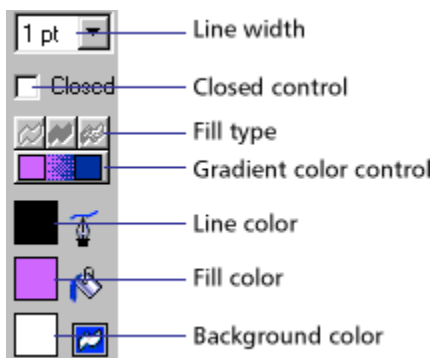 1 pt Line width
Closed Closed control
Fill type
Gradient color control
Line color
Fill color
Background color